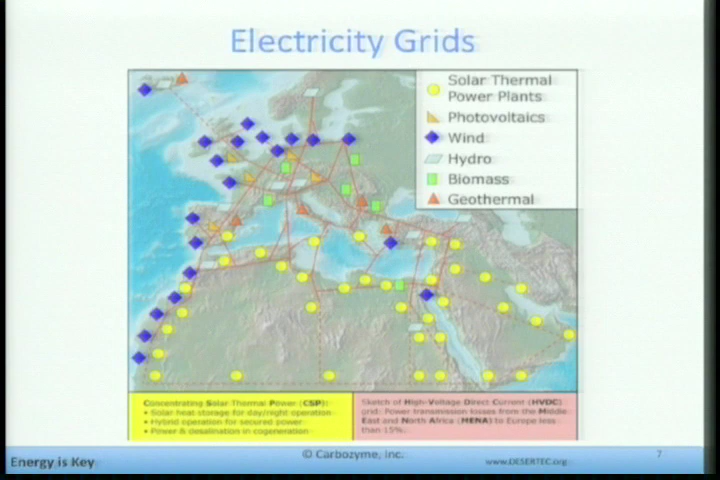 Electricity Grids
Solar Thermal
Power Plants
Photovoltaics
Wind
Hydro
Biomass
Geothermal
Concentrating Solar Thermal Power (CSP):
• Solar heat storage for day/night operation
• Hybrid operation for secured power
• Power & desalination in cogeneration
Sketch of High-Voltage Direct Current (HVDC)
grid: Power transmission losses from the Middle
East and North Africa (MENA) to Europe less
than 15%.
Energy is Key
© Carbozyme, Inc.
www.DESERTEC.org
7